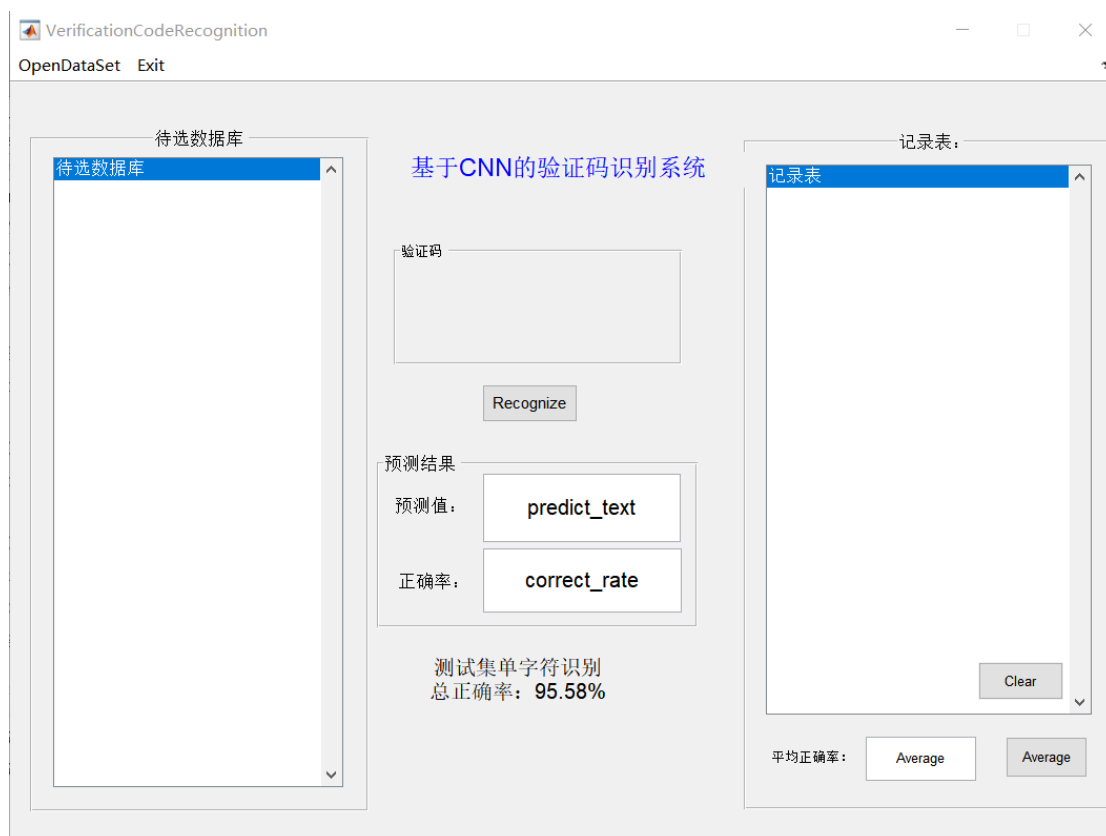 VerificationCodeRecognition
OpenDataSet Exit
待选数据库
待选数据库
基于CNN的验证码识别系统
验证码
Recognize
预测结果
预测值：
predict_text
正确率：
correct_rate
测试集单字符识别
总正确率：95.58%
记录表：
记录表
Clear
平均正确率：
Average
Average